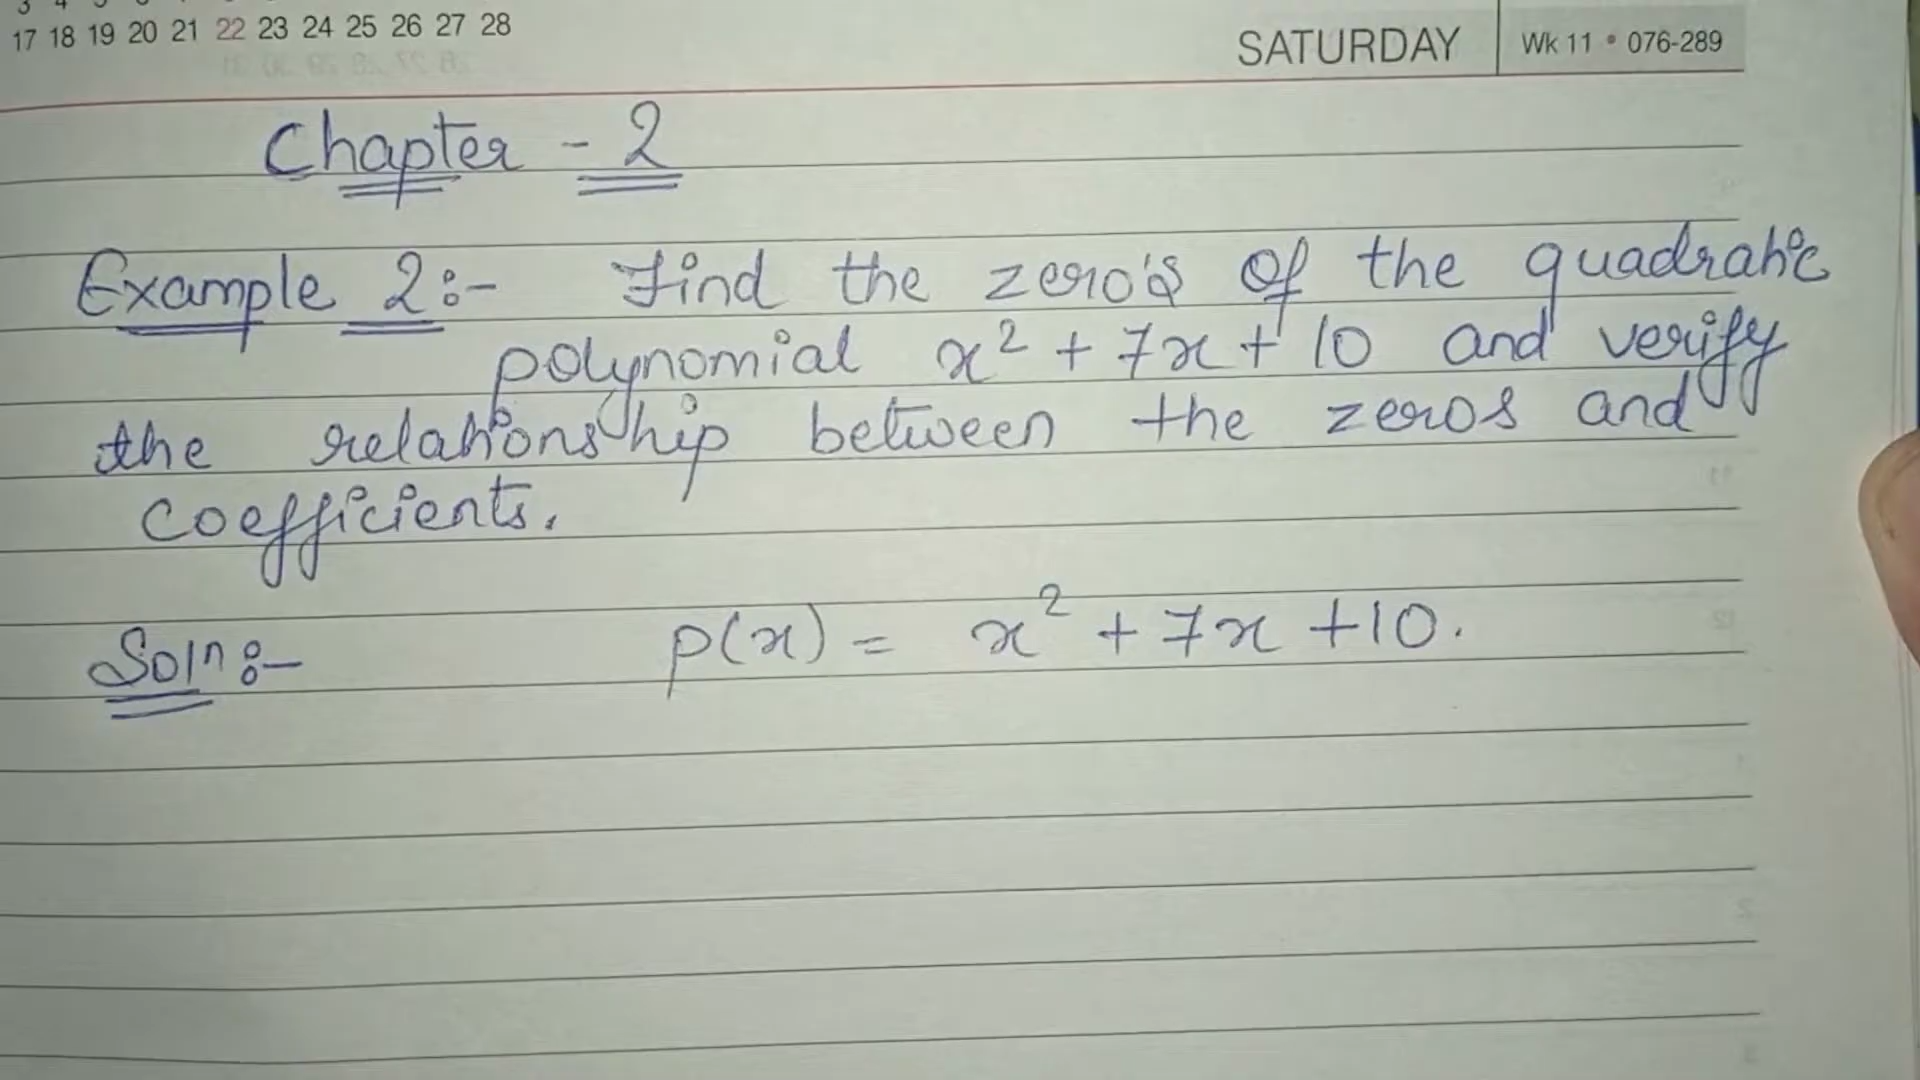 17 18 19 20 21 22 23 24 25 26 27 28
SATURDAY Wk 11 • 076-289
Chapter - 2
Example 2:- Find the zero's of the quadratic
polynomial x² + 7x + 10 and verify
the relationship between the zeros and
coefficients.
Soln:- p(x) = x² + 7x + 10.